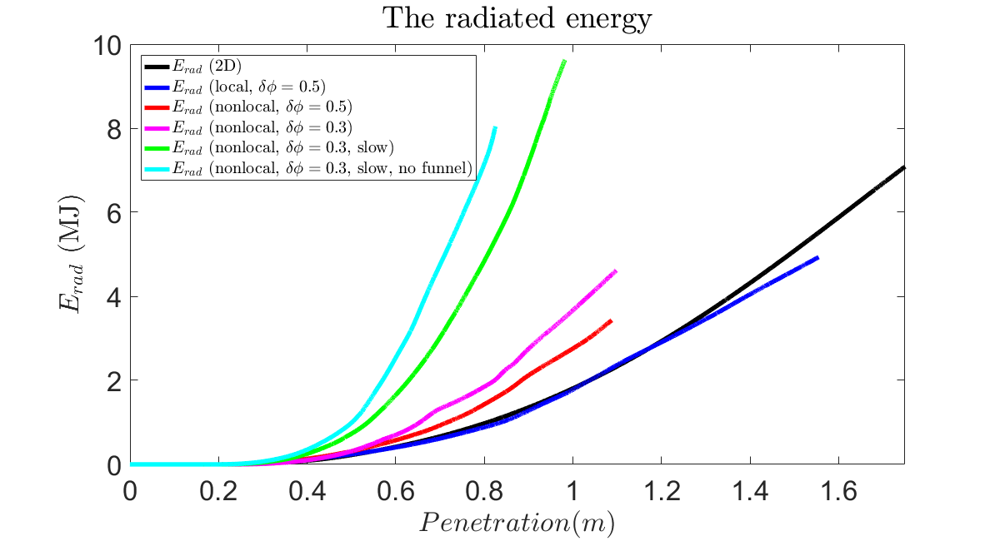 The radiated energy
E_rad (MJ)
10
8
6
4
2
0
E_rad (2D)
E_rad (local, δϕ = 0.5)
E_rad (nonlocal, δϕ = 0.5)
E_rad (nonlocal, δϕ = 0.3)
E_rad (nonlocal, δϕ = 0.3, slow)
E_rad (nonlocal, δϕ = 0.3, slow, no funnel)
0 0.2 0.4 0.6 0.8 1 1.2 1.4 1.6
Penetration(m)